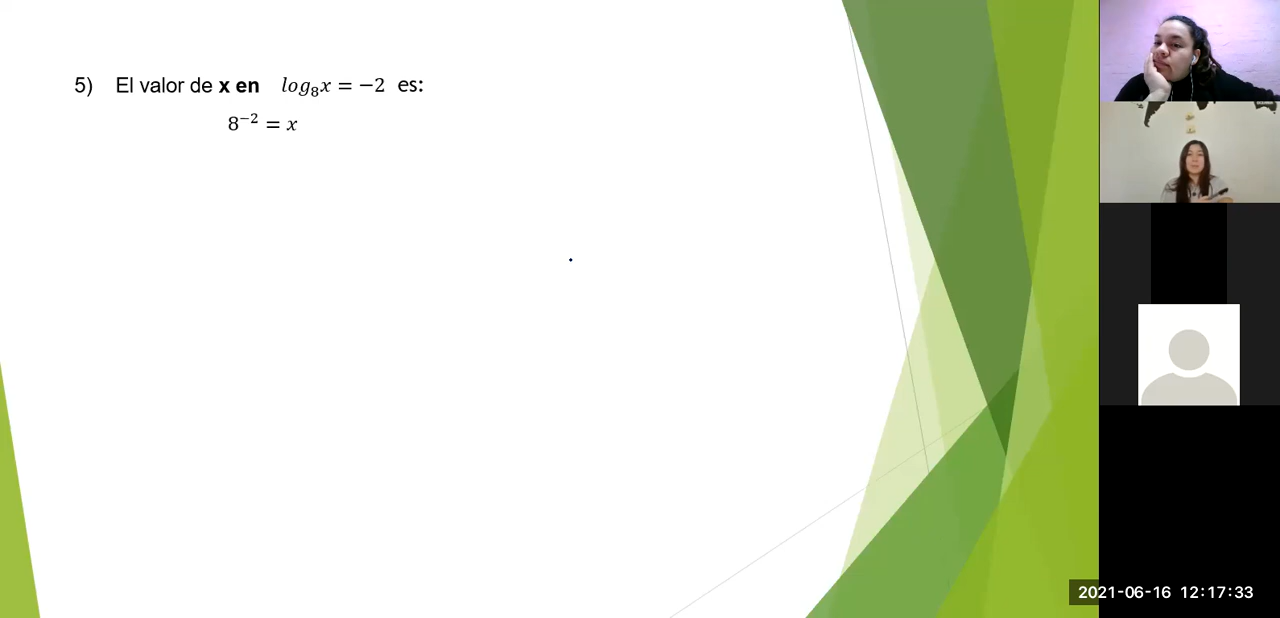 5) El valor de x en log₈x = −2 es:
8⁻² = x
2021-06-16 12:17:33